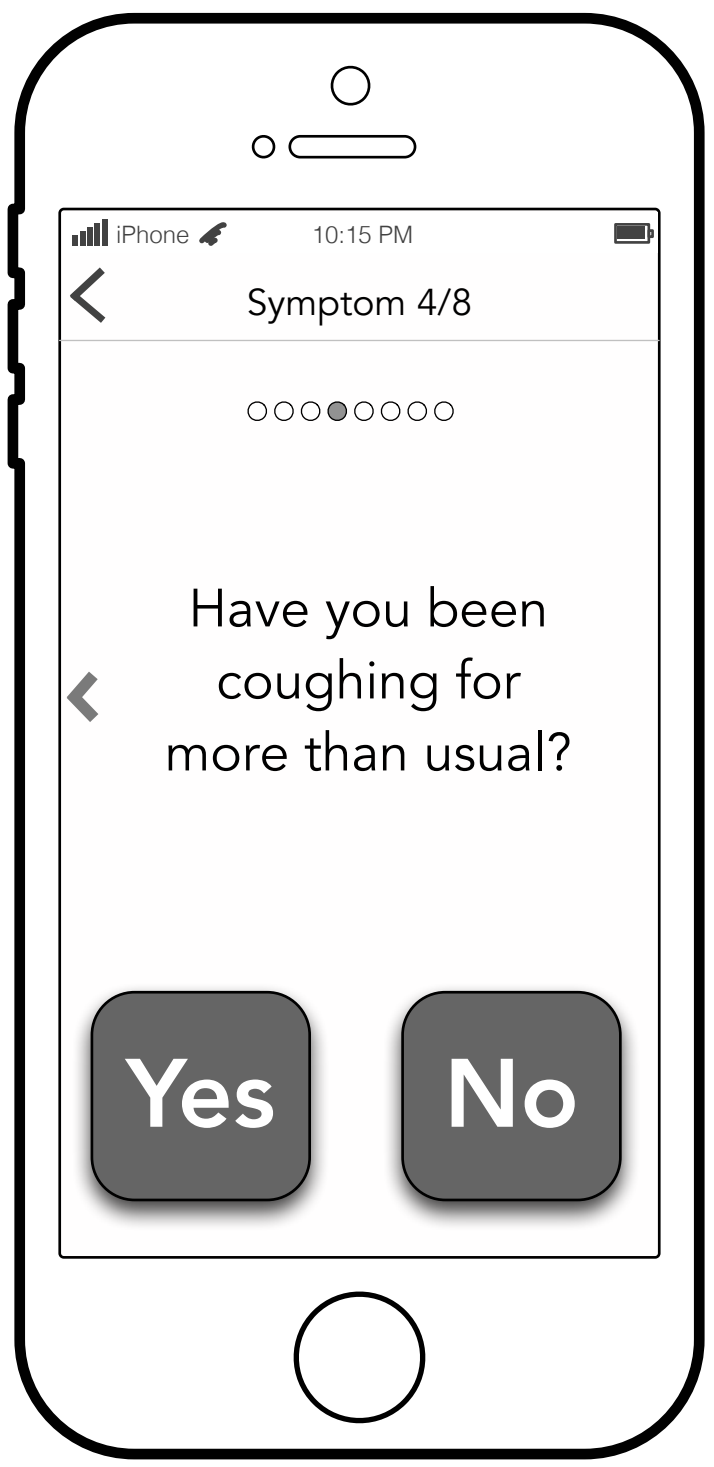 iPhone 10:15 PM
Symptom 4/8
Have you been
coughing for
more than usual?
Yes No